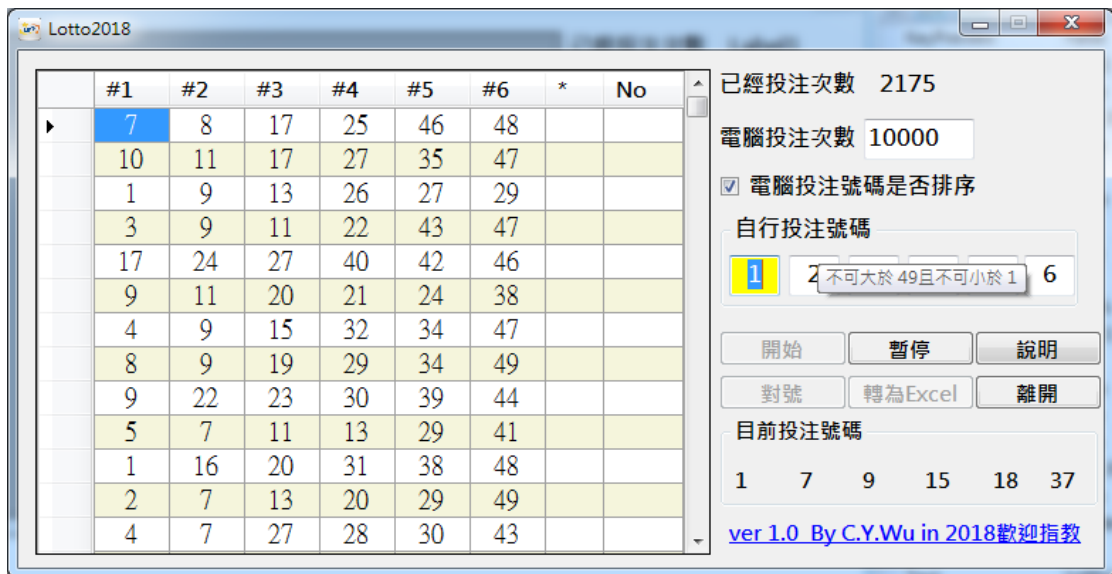 Lotto2018
#1 #2 #3 #4 #5 #6 * No
7 8 17 25 46 48
10 11 17 27 35 47
1 9 13 26 27 29
3 9 11 22 43 47
17 24 27 40 42 46
9 11 20 21 24 38
4 9 15 32 34 47
8 9 19 29 34 49
9 22 23 30 39 44
5 7 11 13 29 41
1 16 20 31 38 48
2 7 13 20 29 49
4 7 27 28 30 43
已經投注次數 2175
電腦投注次數 10000
電腦投注號碼是否排序
自行投注號碼
1 2 6
不可大於 49且不可小於 1
開始 暫停 說明
對號 轉為Excel 離開
目前投注號碼
1 7 9 15 18 37
ver 1.0 By C.Y.Wu in 2018歡迎指教